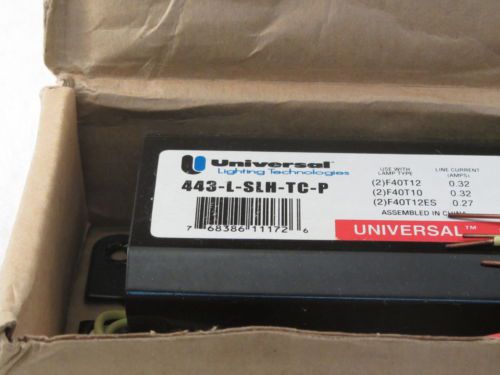 Universal™
Lighting Technologies
443-L-SLH-TC-P
7 68386 11172 6
USE WITH LAMP TYPE
LINE CURRENT (AMPS)
(2)F40T12 0.32
(2)F40T10 0.32
(2)F40T12ES 0.27
ASSEMBLED IN CHINA
UNIVERSAL™